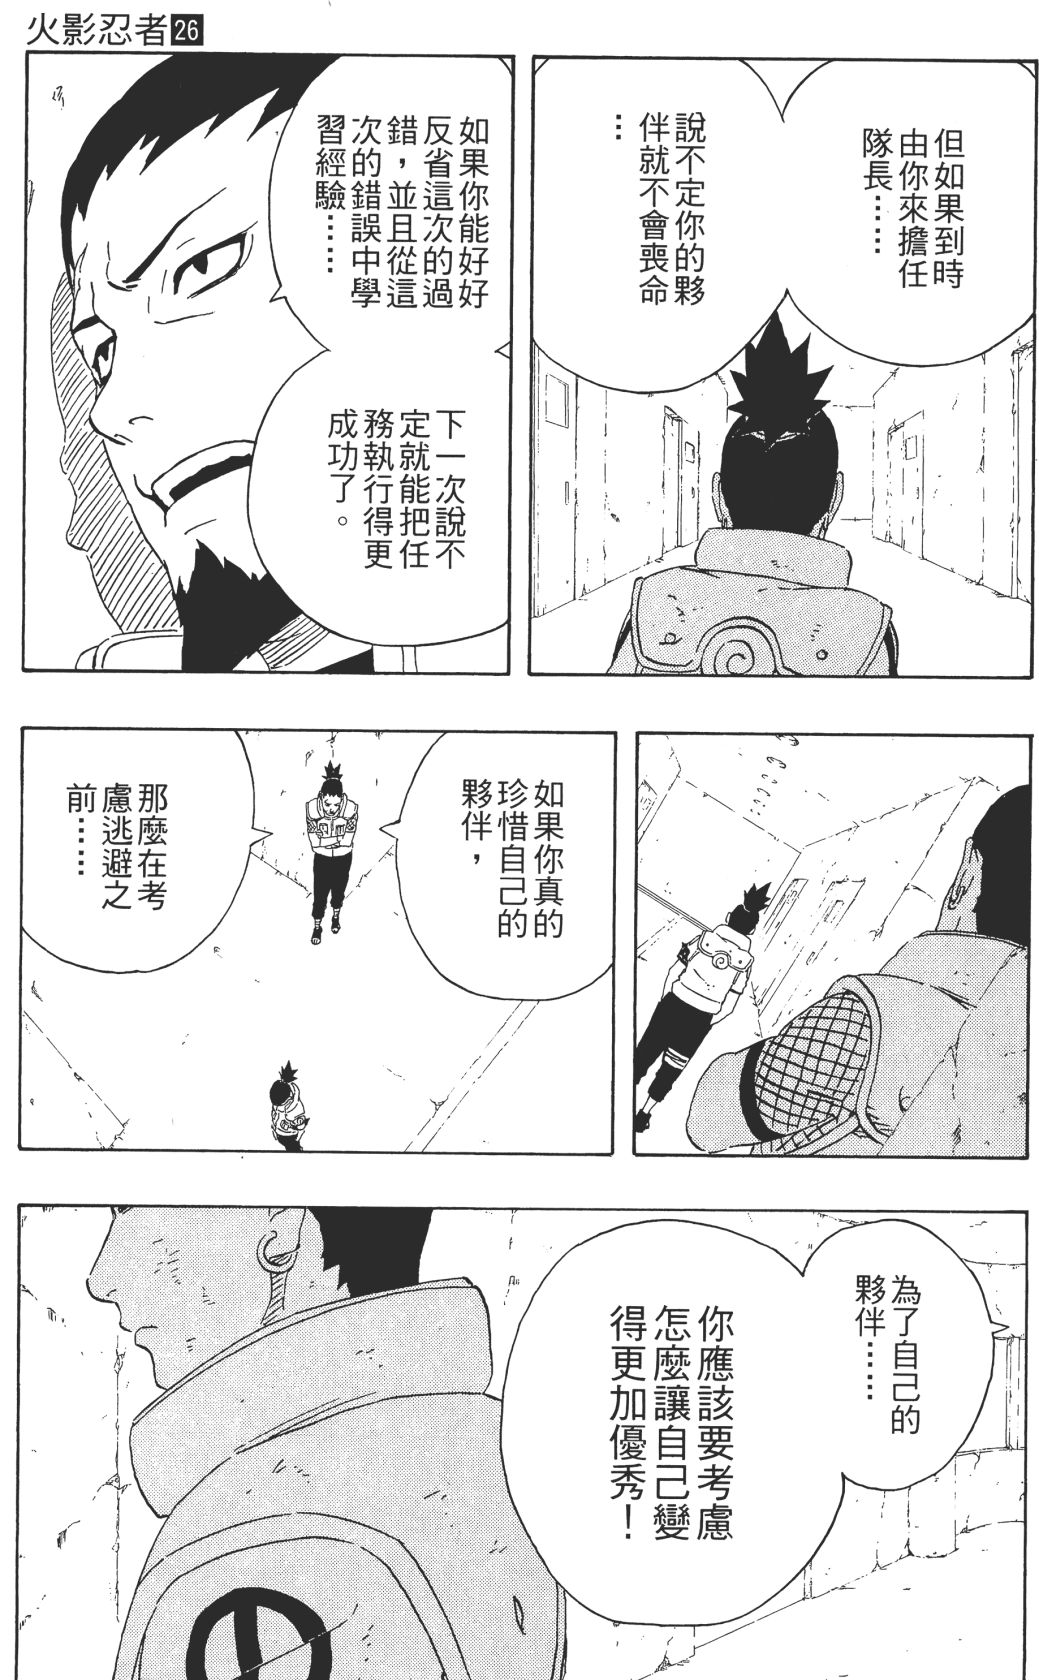 火影忍者26
但如果到時
由你來擔任
隊長……
說不定你的夥
伴就不會喪命
…
如果你能好好
反省這次的過
錯，並且從這
次的錯誤中學
習經驗……
下一次說不
定就能把任
務執行得更
成功了。
如果你真的
珍惜自己的
夥伴，
那麼在考
慮逃避之
前……
為了自己的
夥伴……
你應該要考慮
怎麼讓自己變
得更加優秀！